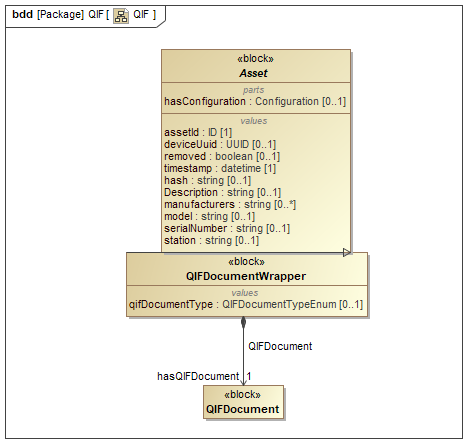 bdd [Package] QIF [ QIF ]
«block»
Asset
parts
hasConfiguration : Configuration [0..1]
values
assetId : ID [1]
deviceUuid : UUID [0..1]
removed : boolean [0..1]
timestamp : datetime [1]
hash : string [0..1]
Description : string [0..1]
manufacturers : string [0..*]
model : string [0..1]
serialNumber : string [0..1]
station : string [0..1]
«block»
QIFDocumentWrapper
values
qifDocumentType : QIFDocumentTypeEnum [0..1]
QIFDocument
hasQIFDocument 1
«block»
QIFDocument